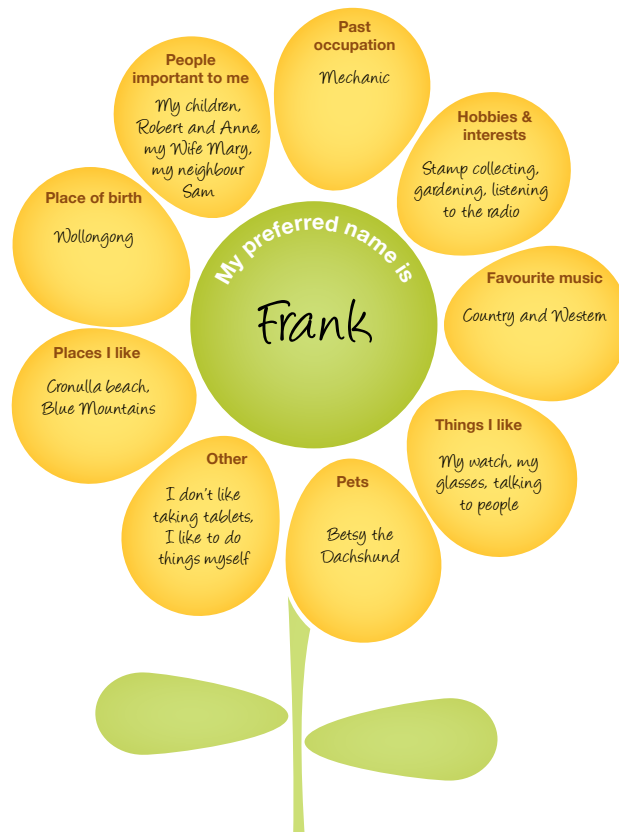 My preferred name is
Frank
Past
occupation
Mechanic
Hobbies &
interests
Stamp collecting,
gardening, listening
to the radio
Favourite music
Country and Western
Things I like
My watch, my
glasses, talking
to people
Pets
Betsy the
Dachshund
Other
I don't like
taking tablets,
I like to do
things myself
Places I like
Cronulla beach,
Blue Mountains
Place of birth
Wollongong
People
important to me
My children,
Robert and Anne,
my Wife Mary,
my neighbour
Sam